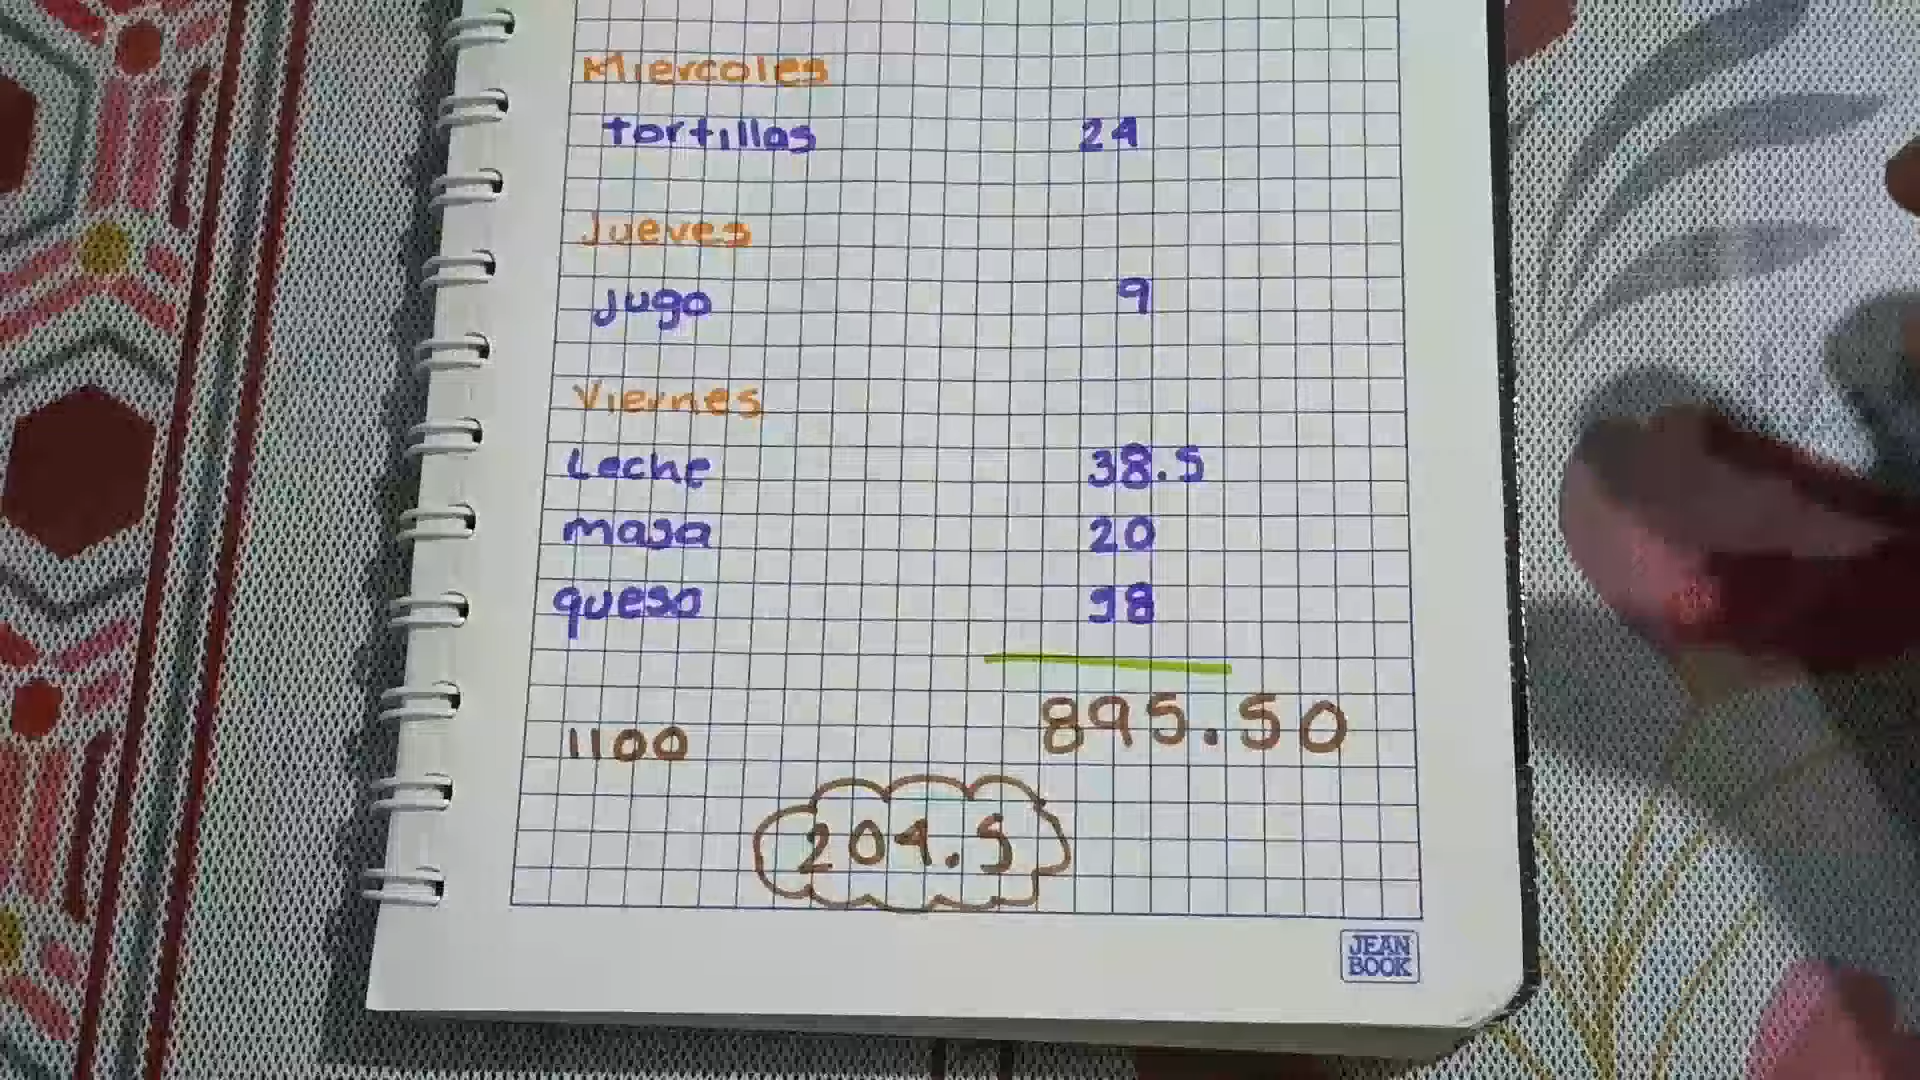 Miercoles
tortillas 24
Jueves
jugo 9
Viernes
Leche 38.5
masa 20
queso 98
895.50
1100
204.5
JEAN
BOOK